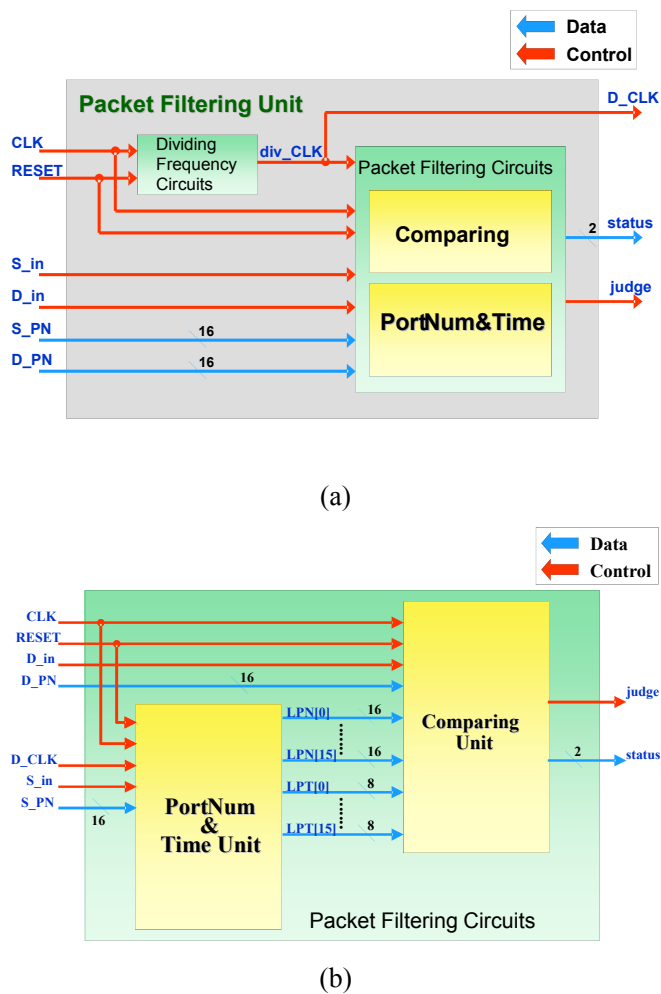 Data
Control
Packet Filtering Unit
D_CLK
CLK
Dividing
Frequency
Circuits
div_CLK
RESET
Packet Filtering Circuits
Comparing
2
status
S_in
judge
D_in
PortNum&Time
S_PN
16
D_PN
16
(a)
Data
Control
CLK
RESET
D_in
D_PN
16
judge
LPN[0]
16
Comparing
Unit
status
2
LPN[15]
16
D_CLK
S_in
LPT[0]
8
S_PN
16
PortNum
&
Time Unit
LPT[15]
8
Packet Filtering Circuits
(b)